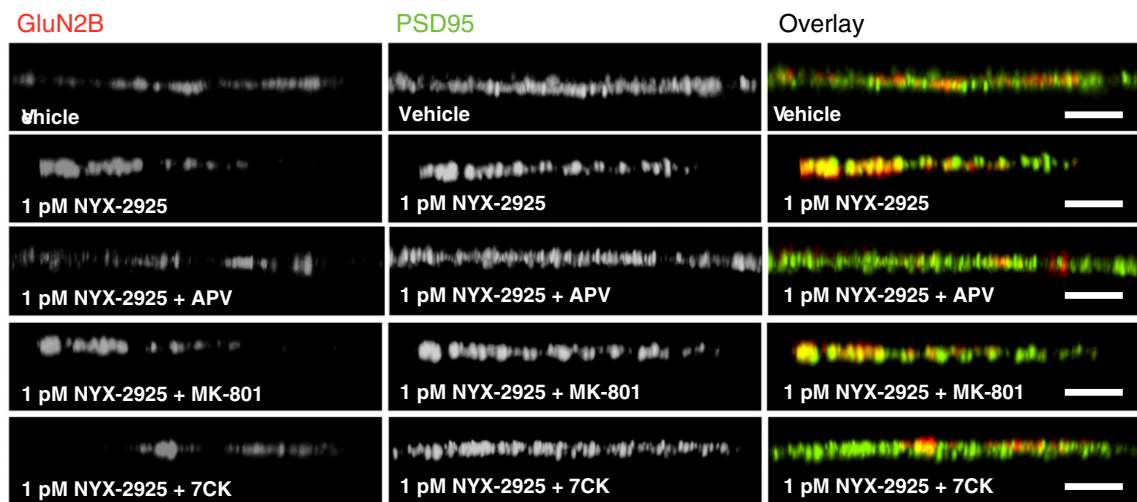 GluN2B PSD95 Overlay
Vehicle Vehicle Vehicle
1 pM NYX-2925 1 pM NYX-2925 1 pM NYX-2925
1 pM NYX-2925 + APV 1 pM NYX-2925 + APV 1 pM NYX-2925 + APV
1 pM NYX-2925 + MK-801 1 pM NYX-2925 + MK-801 1 pM NYX-2925 + MK-801
1 pM NYX-2925 + 7CK 1 pM NYX-2925 + 7CK 1 pM NYX-2925 + 7CK